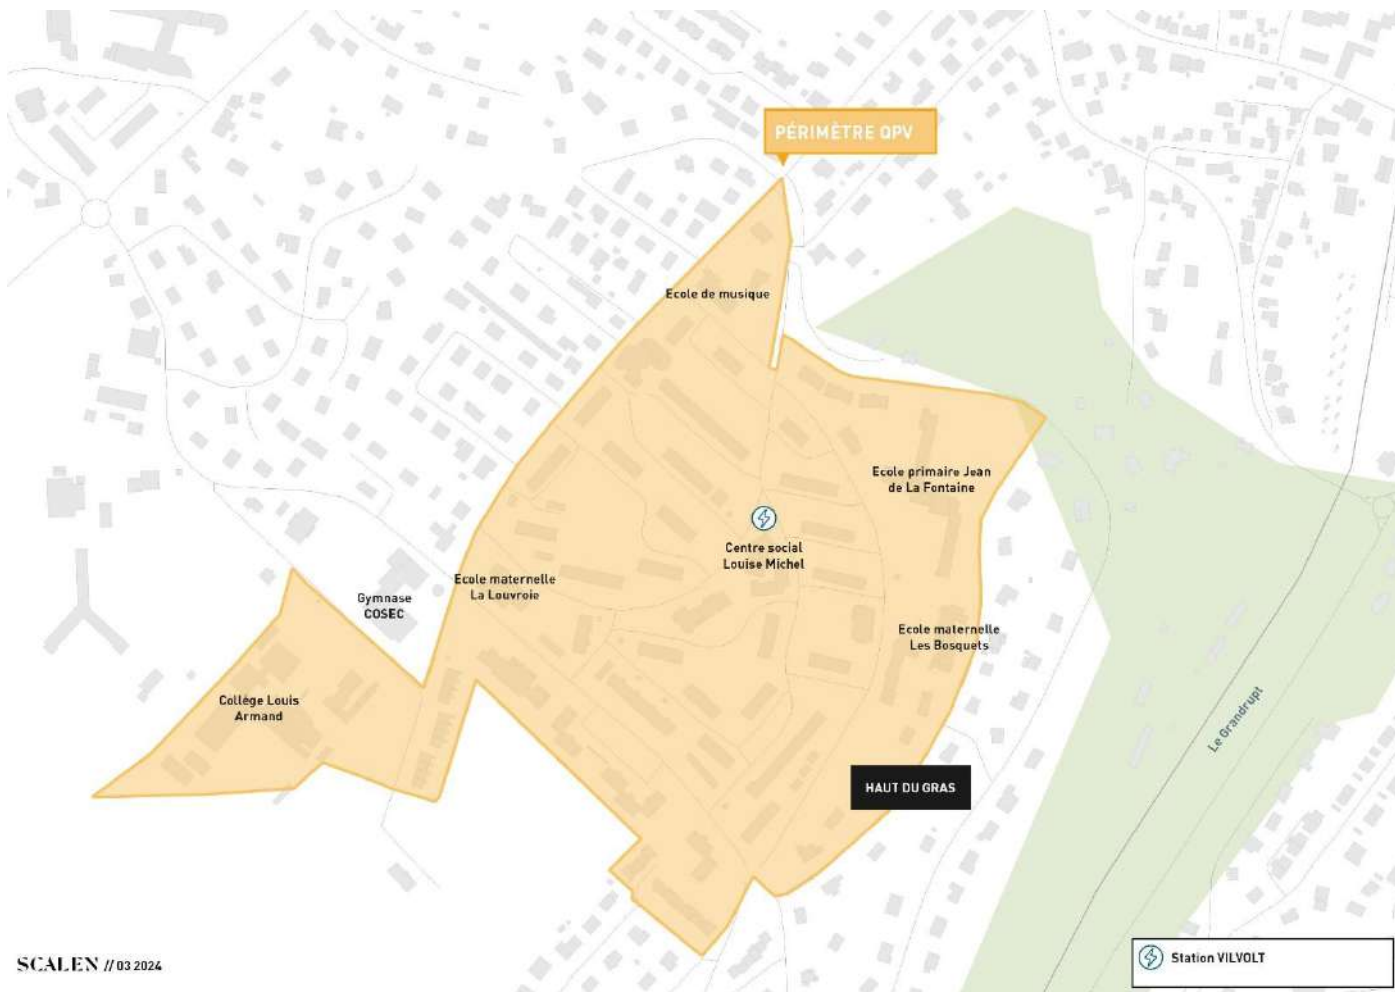 PÉRIMÈTRE QPV
Ecole de musique
Ecole primaire Jean
de La Fontaine
Centre social
Louise Michel
Ecole maternelle
La Louvroie
Gymnase
COSEC
Ecole maternelle
Les Bosquets
Collège Louis
Armand
Le Grandrupt
HAUT DU GRAS
SCALEN // 03 2024
Station VILVOLT